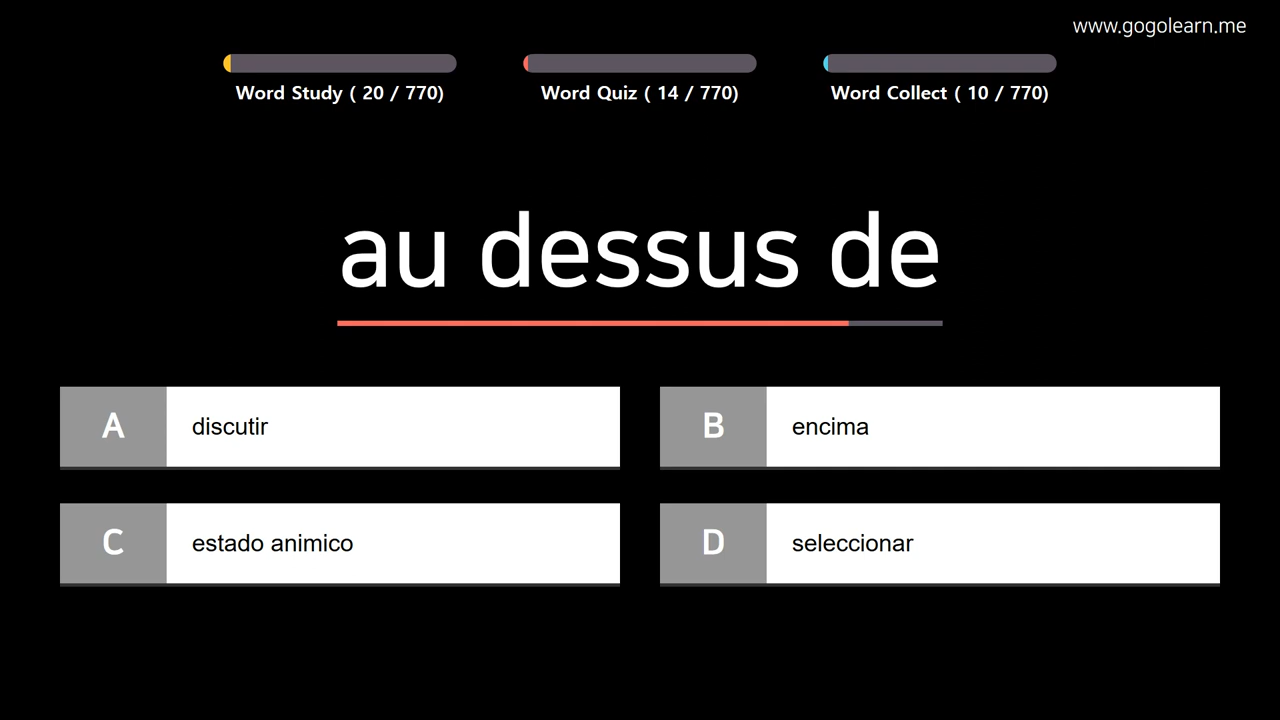 www.gogolearn.me
Word Study ( 20 / 770)
Word Quiz ( 14 / 770)
Word Collect ( 10 / 770)
au dessus de
A discutir
B encima
C estado animico
D seleccionar